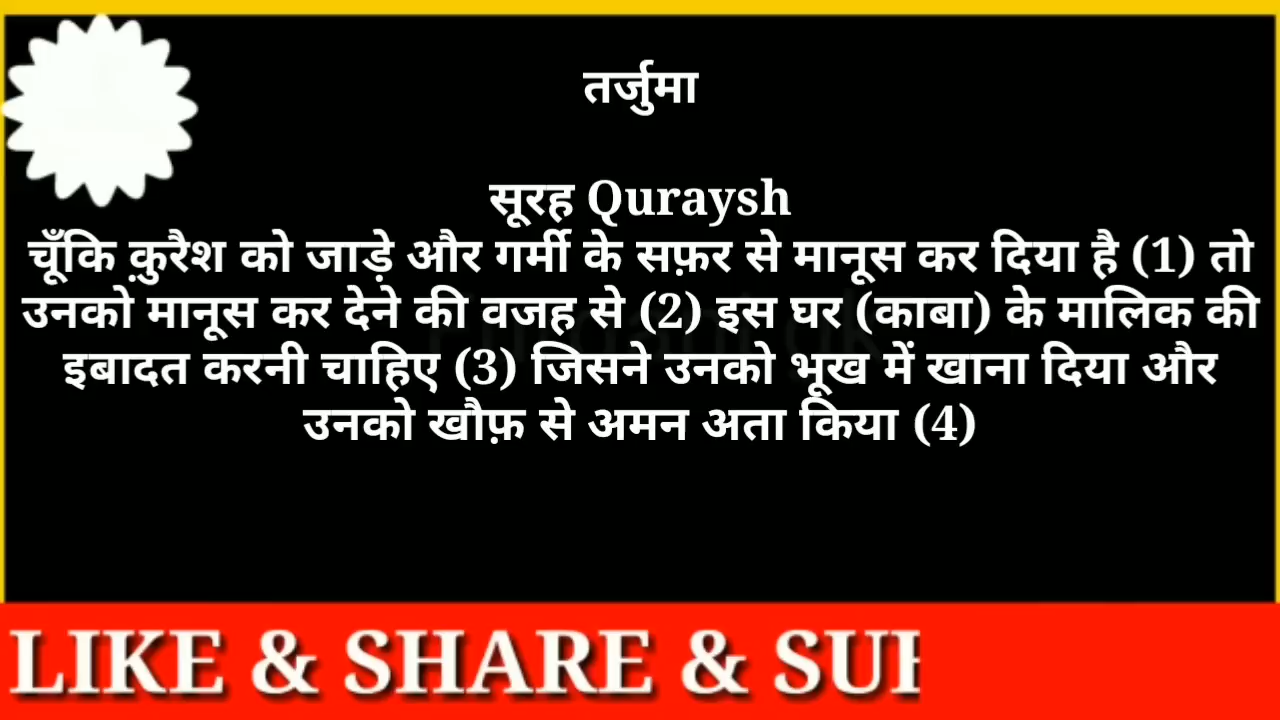 तर्जुमा
सूरह Quraysh
चूँकि क़ुरैश को जाड़े और गर्मी के सफ़र से मानूस कर दिया है (1) तो
उनको मानूस कर देने की वजह से (2) इस घर (काबा) के मालिक की
इबादत करनी चाहिए (3) जिसने उनको भूख में खाना दिया और
उनको खौफ़ से अमन अता किया (4)
LIKE & SHARE &